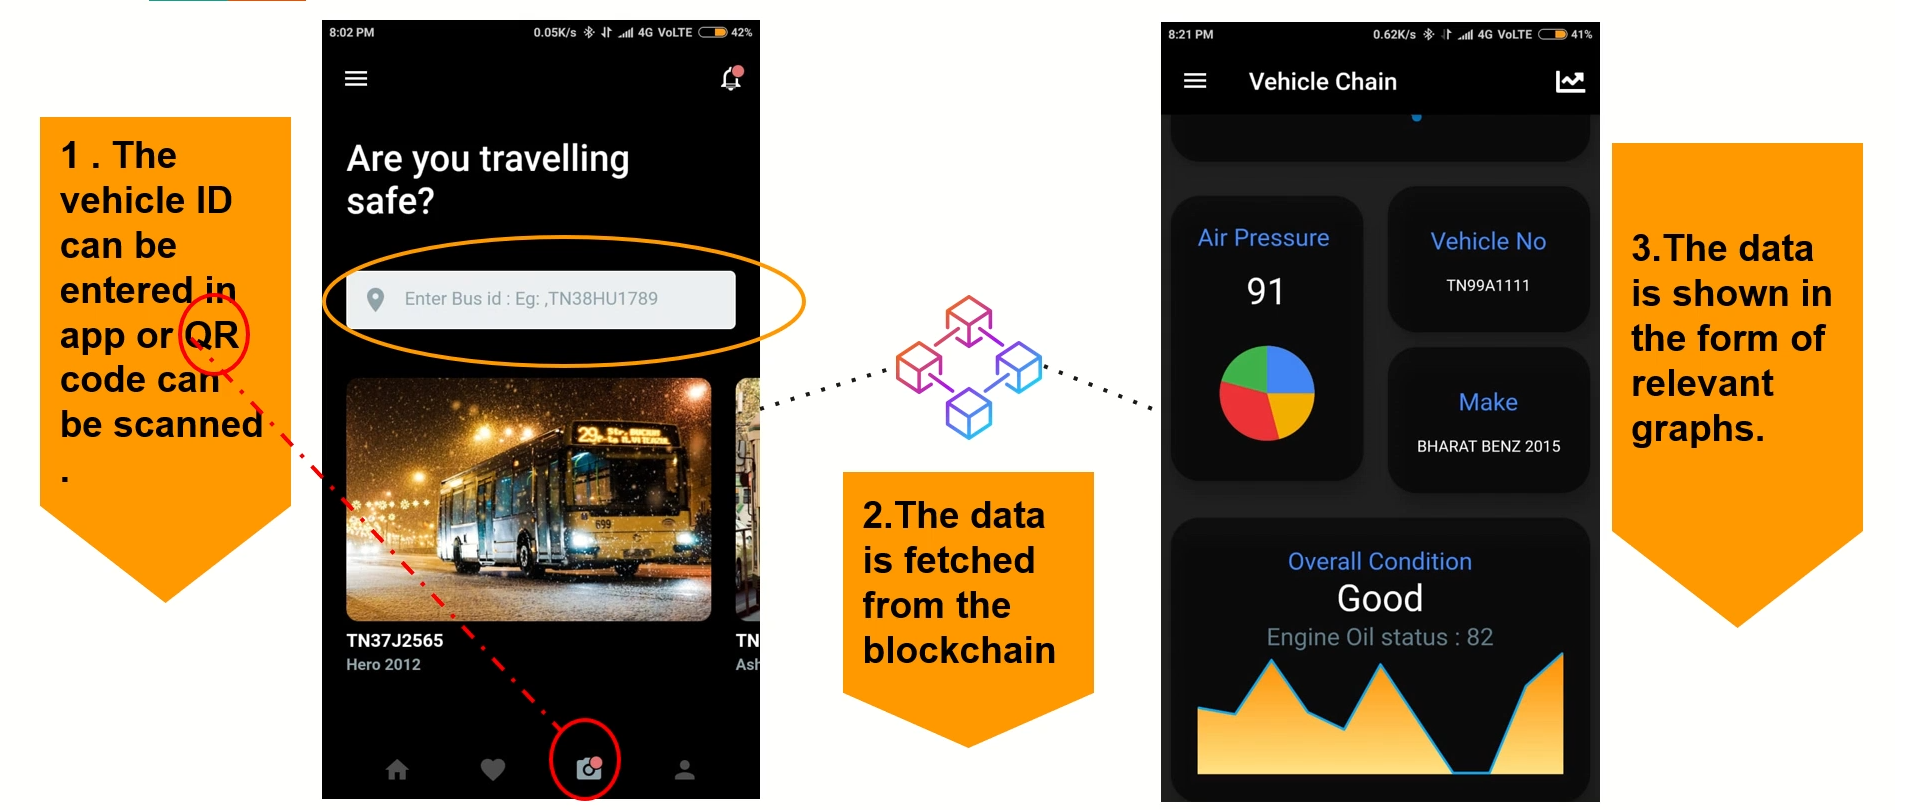 1 . The
vehicle ID
can be
entered in
app or QR
code can
be scanned
.
8:02 PM
0.05K/s 4G VoLTE 42%
Are you travelling
safe?
Enter Bus id : Eg: ,TN38HU1789
29
699
TN37J2565
Hero 2012
TN
Ash
2.The data
is fetched
from the
blockchain
8:21 PM
0.62K/s 4G VoLTE 41%
Vehicle Chain
Air Pressure
91
Vehicle No
TN99A1111
Make
BHARAT BENZ 2015
Overall Condition
Good
Engine Oil status : 82
3.The data
is shown in
the form of
relevant
graphs.